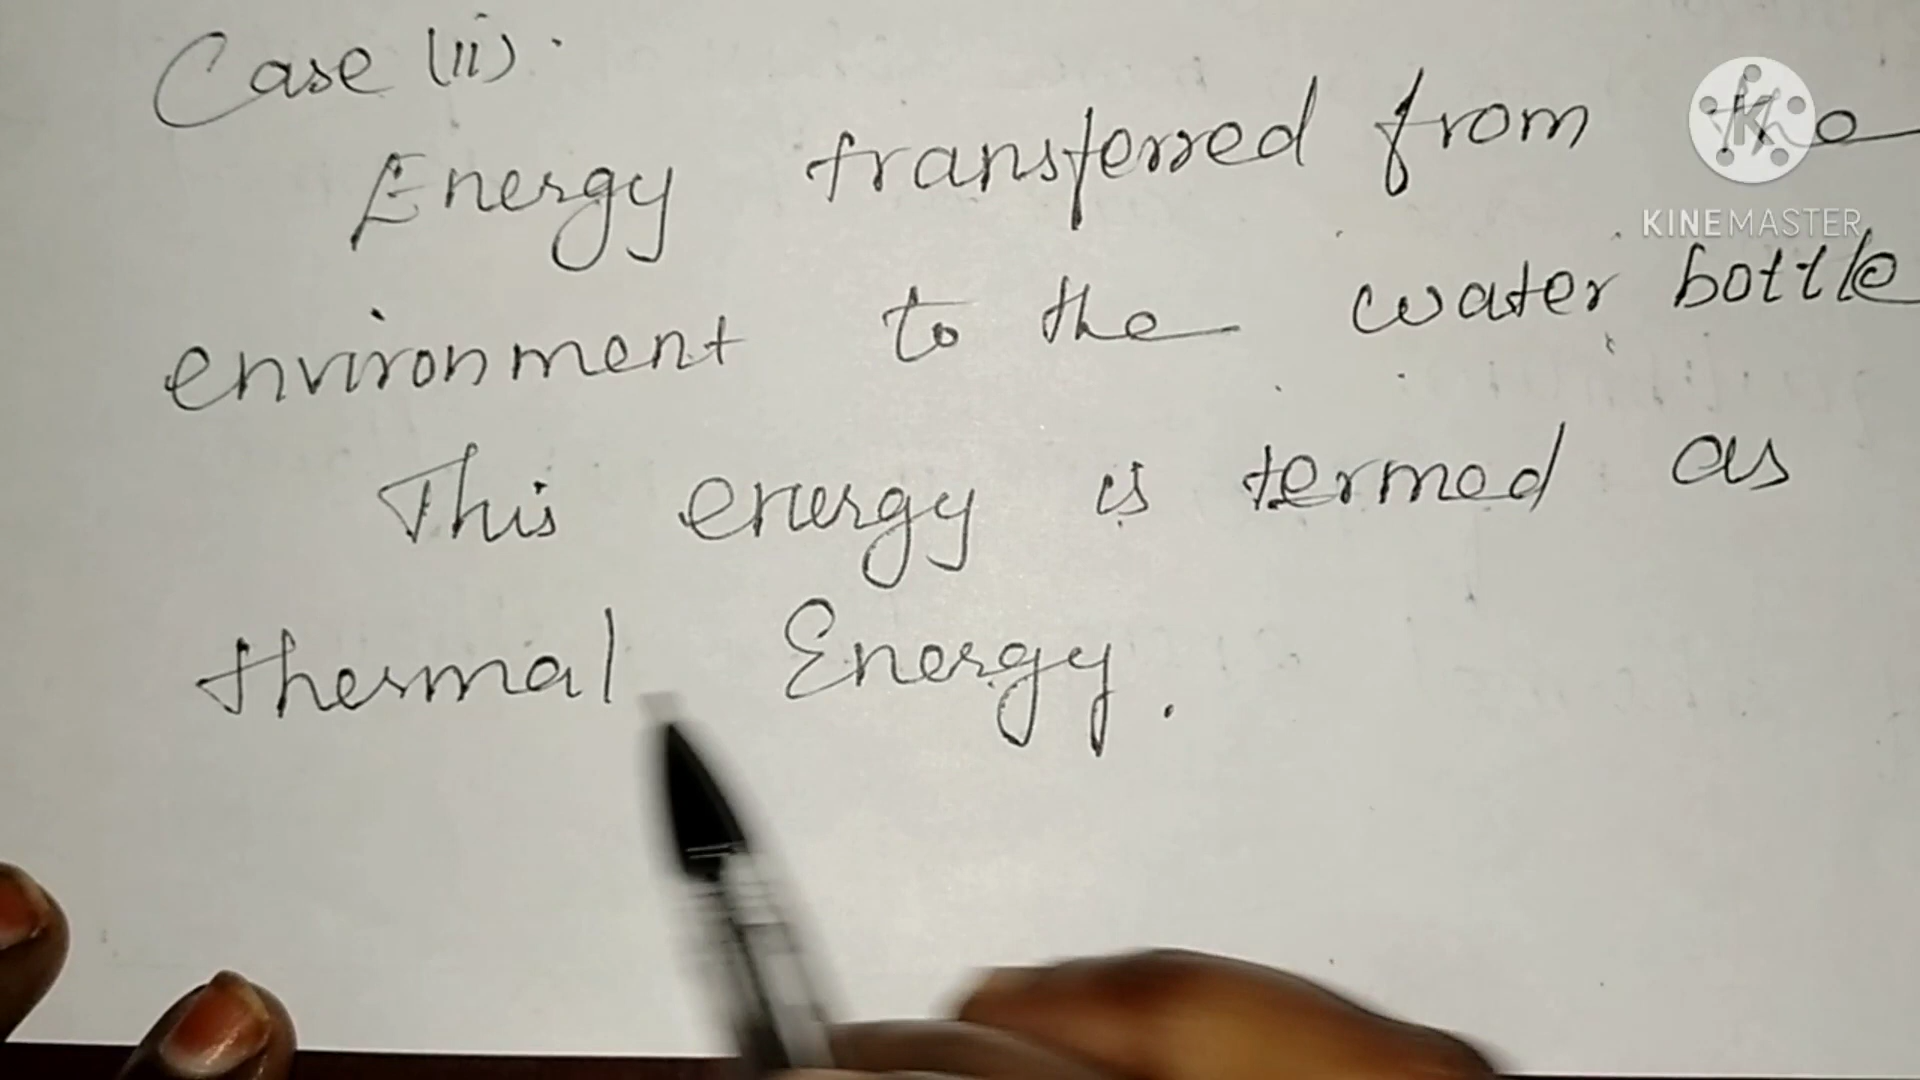 Case (ii).
Energy transferred from the
environment to the water bottle
This energy is termed as
thermal Energy.
KINEMASTER